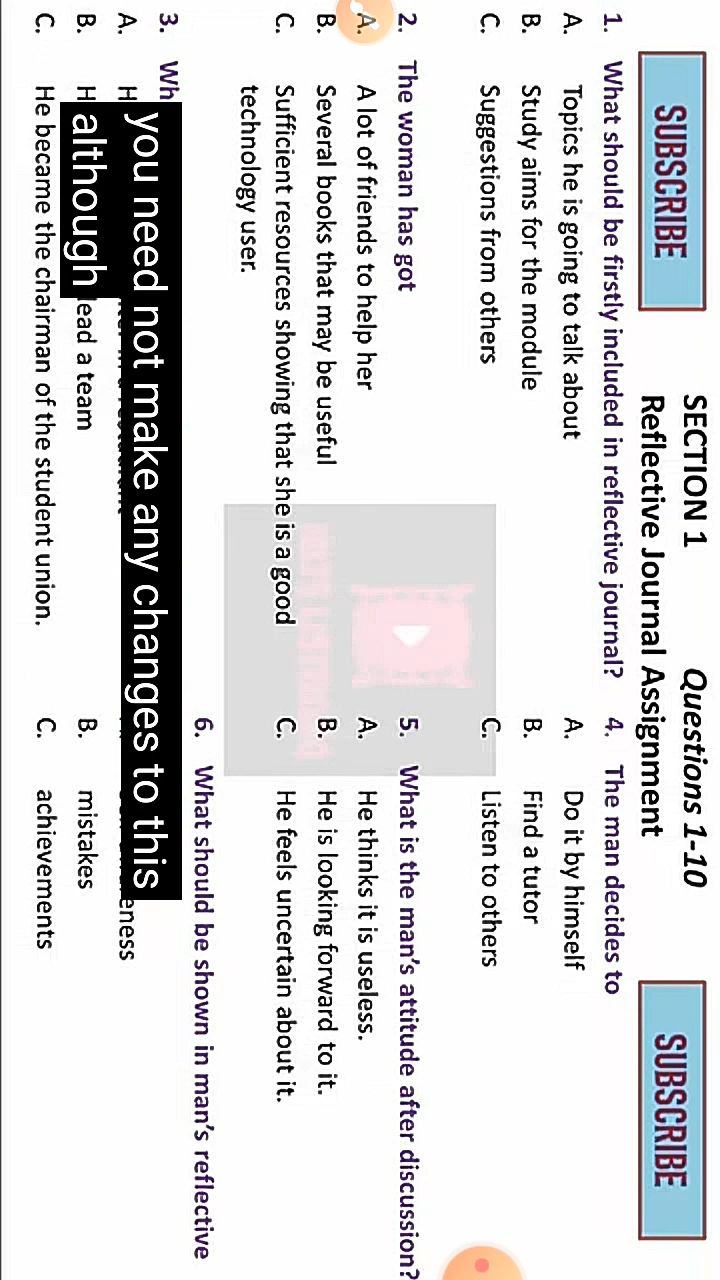 SUBSCRIBE
SECTION 1 Questions 1-10
SUBSCRIBE
Reflective Journal Assignment
1. What should be firstly included in reflective journal?
A. Topics he is going to talk about
B. Study aims for the module
C. Suggestions from others
2. The woman has got
A. A lot of friends to help her
B. Several books that may be useful
C. Sufficient resources showing that she is a good
technology user.
3. Wh
A. H
B. H lead a team
C. He became the chairman of the student union.
4. The man decides to
A. Do it by himself
B. Find a tutor
C. Listen to others
5. What is the man's attitude after discussion?
A. He thinks it is useless.
B. He is looking forward to it.
C. He feels uncertain about it.
6. What should be shown in man's reflective
eness
B. mistakes
C. achievements
you need not make any changes to this
although